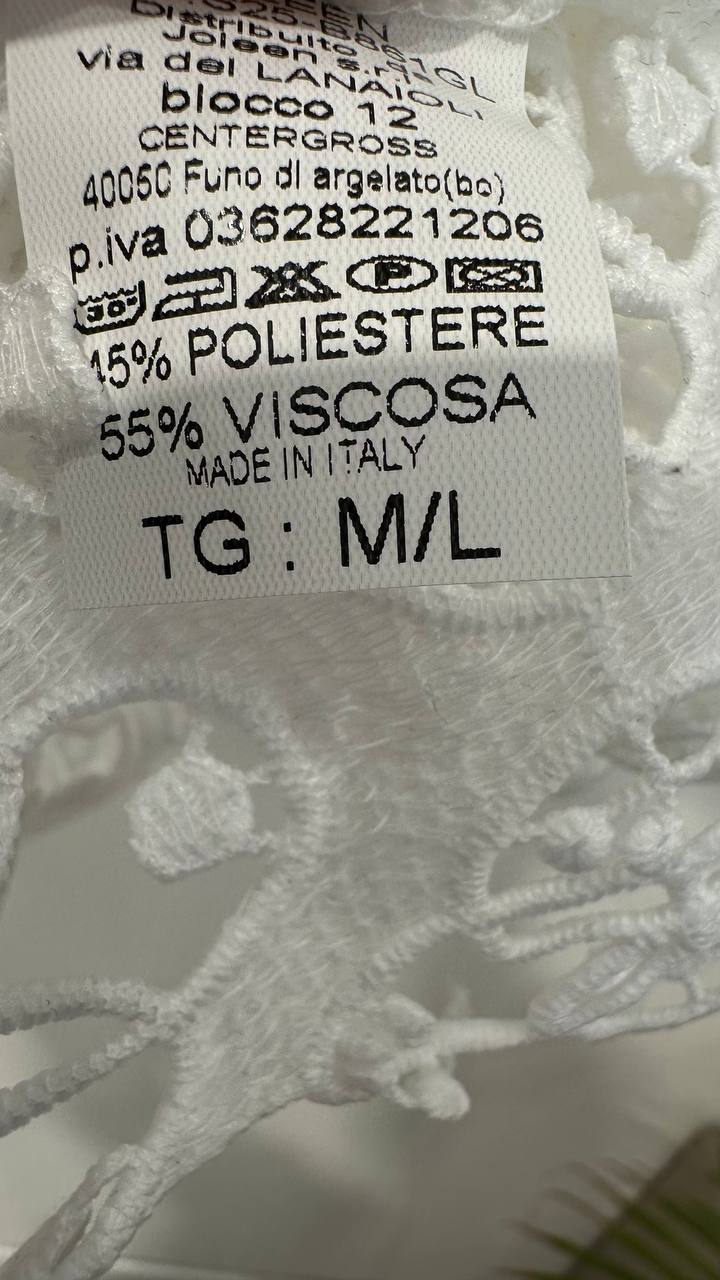 Distribuito
Joleen s.r.l.
via dei LANAIOLI
blocco 12
CENTERGROSS
40050 Funo di argelato(bo)
p.iva 03628221206
30° P
45% POLIESTERE
55% VISCOSA
MADE IN ITALY
TG : M/L